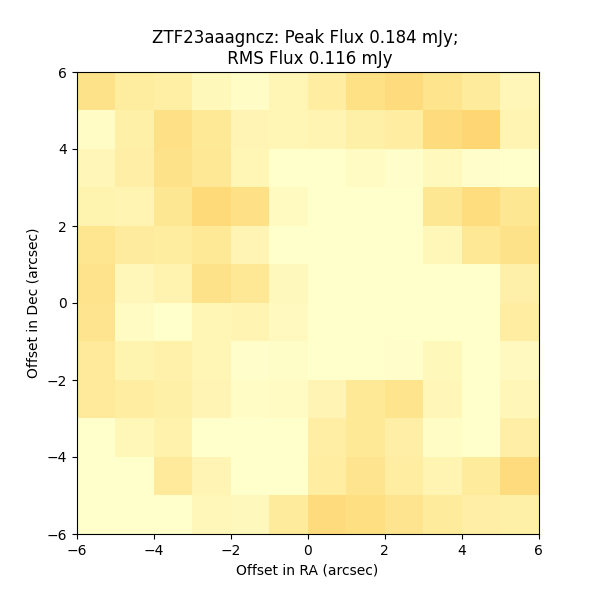 ZTF23aaagncz: Peak Flux 0.184 mJy;
RMS Flux 0.116 mJy
6
4
2
0
−2
−4
−6
Offset in Dec (arcsec)
−6 −4 −2 0 2 4 6
Offset in RA (arcsec)